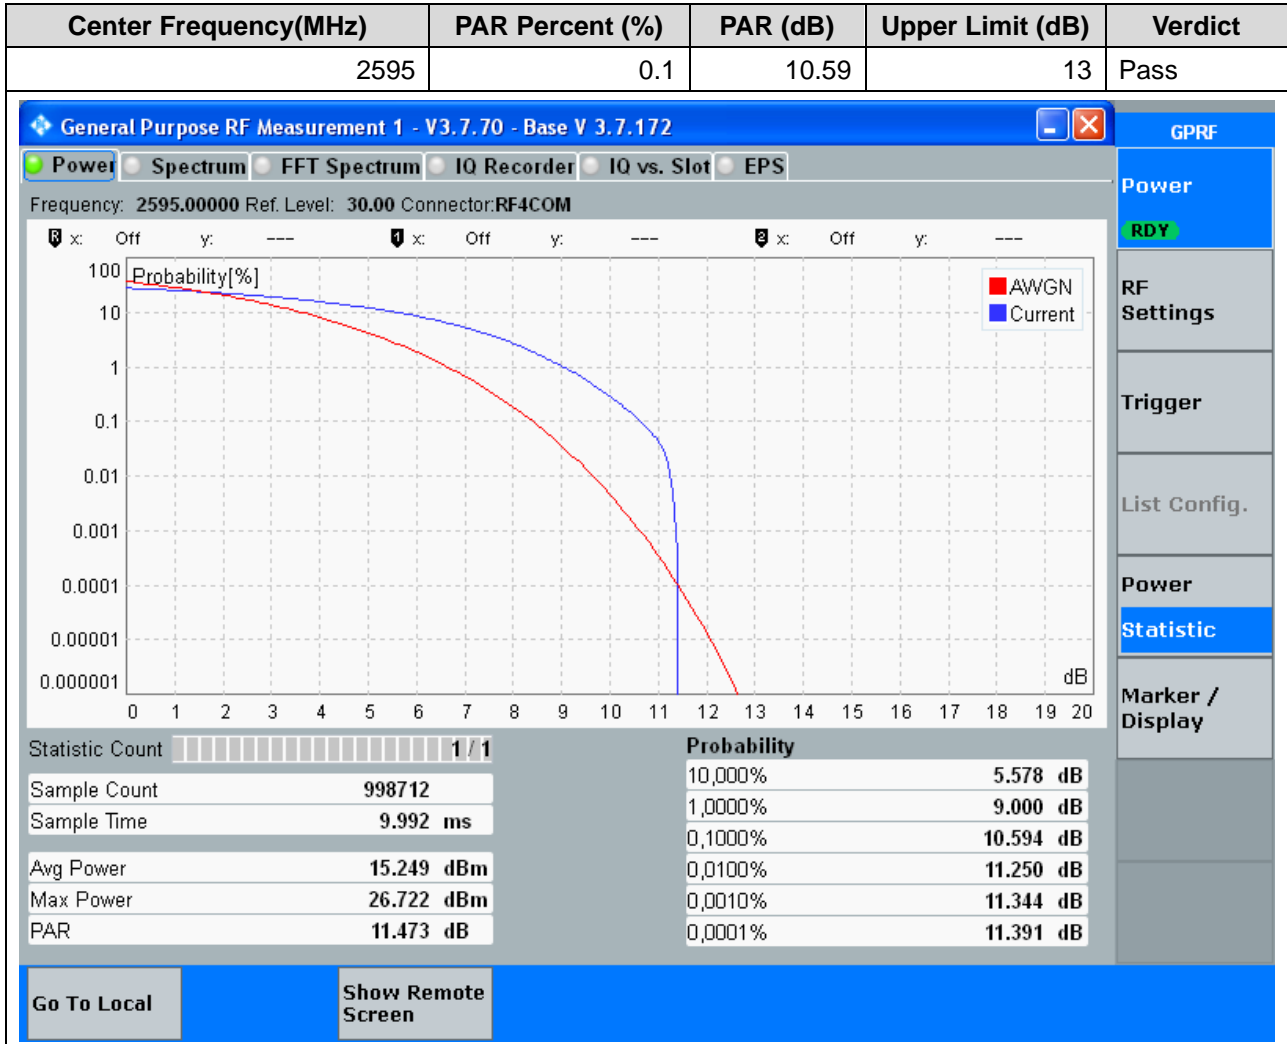 Center Frequency(MHz) PAR Percent (%) PAR (dB) Upper Limit (dB) Verdict
2595 0.1 10.59 13 Pass
General Purpose RF Measurement 1 - V3.7.70 - Base V 3.7.172
GPRF
Power Spectrum FFT Spectrum IQ Recorder IQ vs. Slot EPS
Frequency: 2595.00000 Ref. Level: 30.00 Connector:RF4COM
R x: Off y: --- 1 x: Off y: --- 2 x: Off y: ---
Probability[%]
100
10
1
0.1
0.01
0.001
0.0001
0.00001
0.000001
AWGN
Current
dB
0 1 2 3 4 5 6 7 8 9 10 11 12 13 14 15 16 17 18 19 20
Statistic Count 1 / 1
Sample Count 998712
Sample Time 9.992 ms
Avg Power 15.249 dBm
Max Power 26.722 dBm
PAR 11.473 dB
Probability
10,000% 5.578 dB
1,0000% 9.000 dB
0,1000% 10.594 dB
0,0100% 11.250 dB
0,0010% 11.344 dB
0,0001% 11.391 dB
Power
RDY
RF
Settings
Trigger
List Config.
Power
Statistic
Marker /
Display
Go To Local
Show Remote
Screen